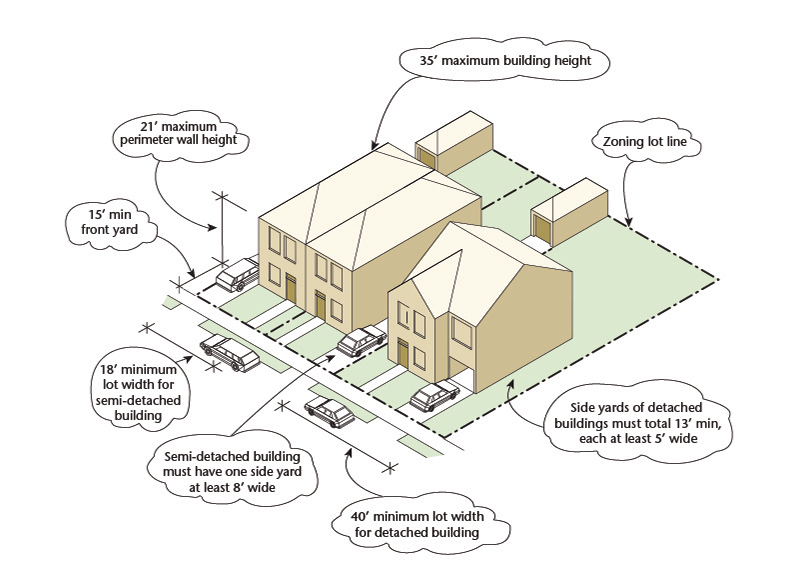 35′ maximum building height
21′ maximum
perimeter wall height
Zoning lot line
15′ min
front yard
18′ minimum
lot width for
semi-detached
building
Side yards of detached
buildings must total 13′ min,
each at least 5′ wide
Semi-detached building
must have one side yard
at least 8′ wide
40′ minimum lot width
for detached building